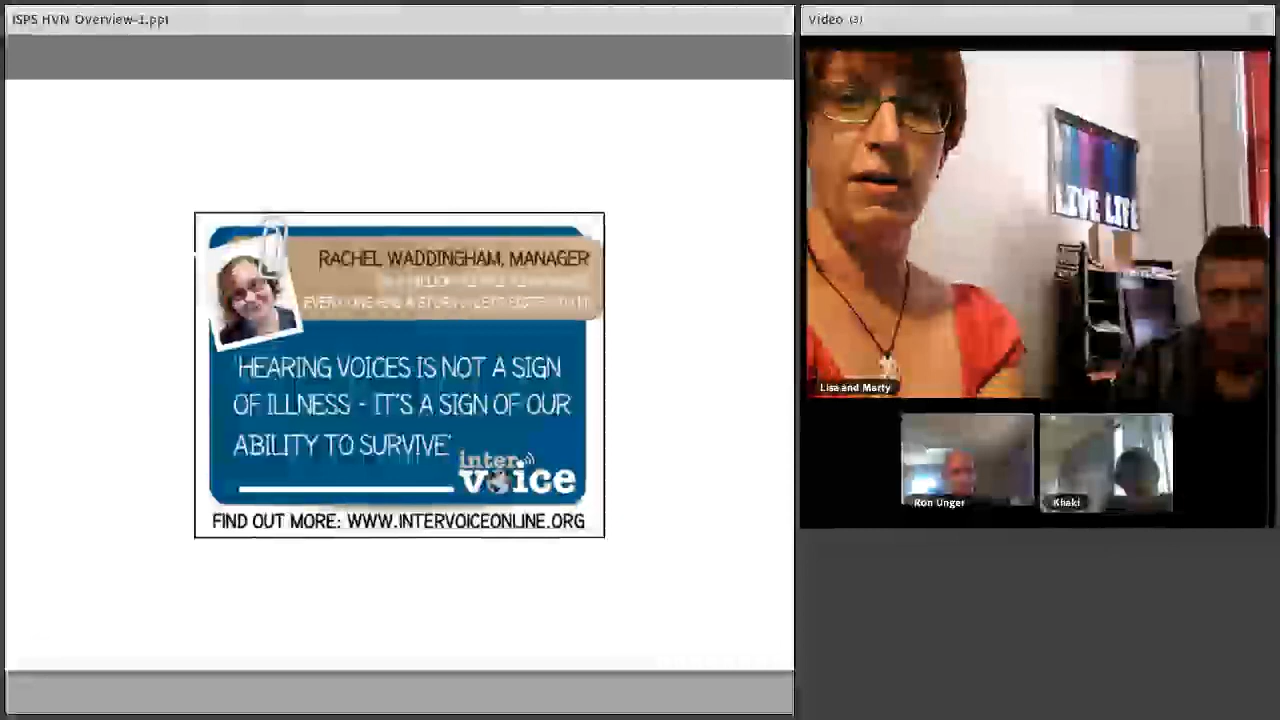 ISPS HVN Overview-1.ppt
RACHEL WADDINGHAM, MANAGER
'HEARING VOICES IS NOT A SIGN
OF ILLNESS - IT'S A SIGN OF OUR
ABILITY TO SURVIVE'
inter
voice
FIND OUT MORE: WWW.INTERVOICEONLINE.ORG
Video (3)
LIVE LIFE
Lisa and Marty
Ron Unger
Khaki